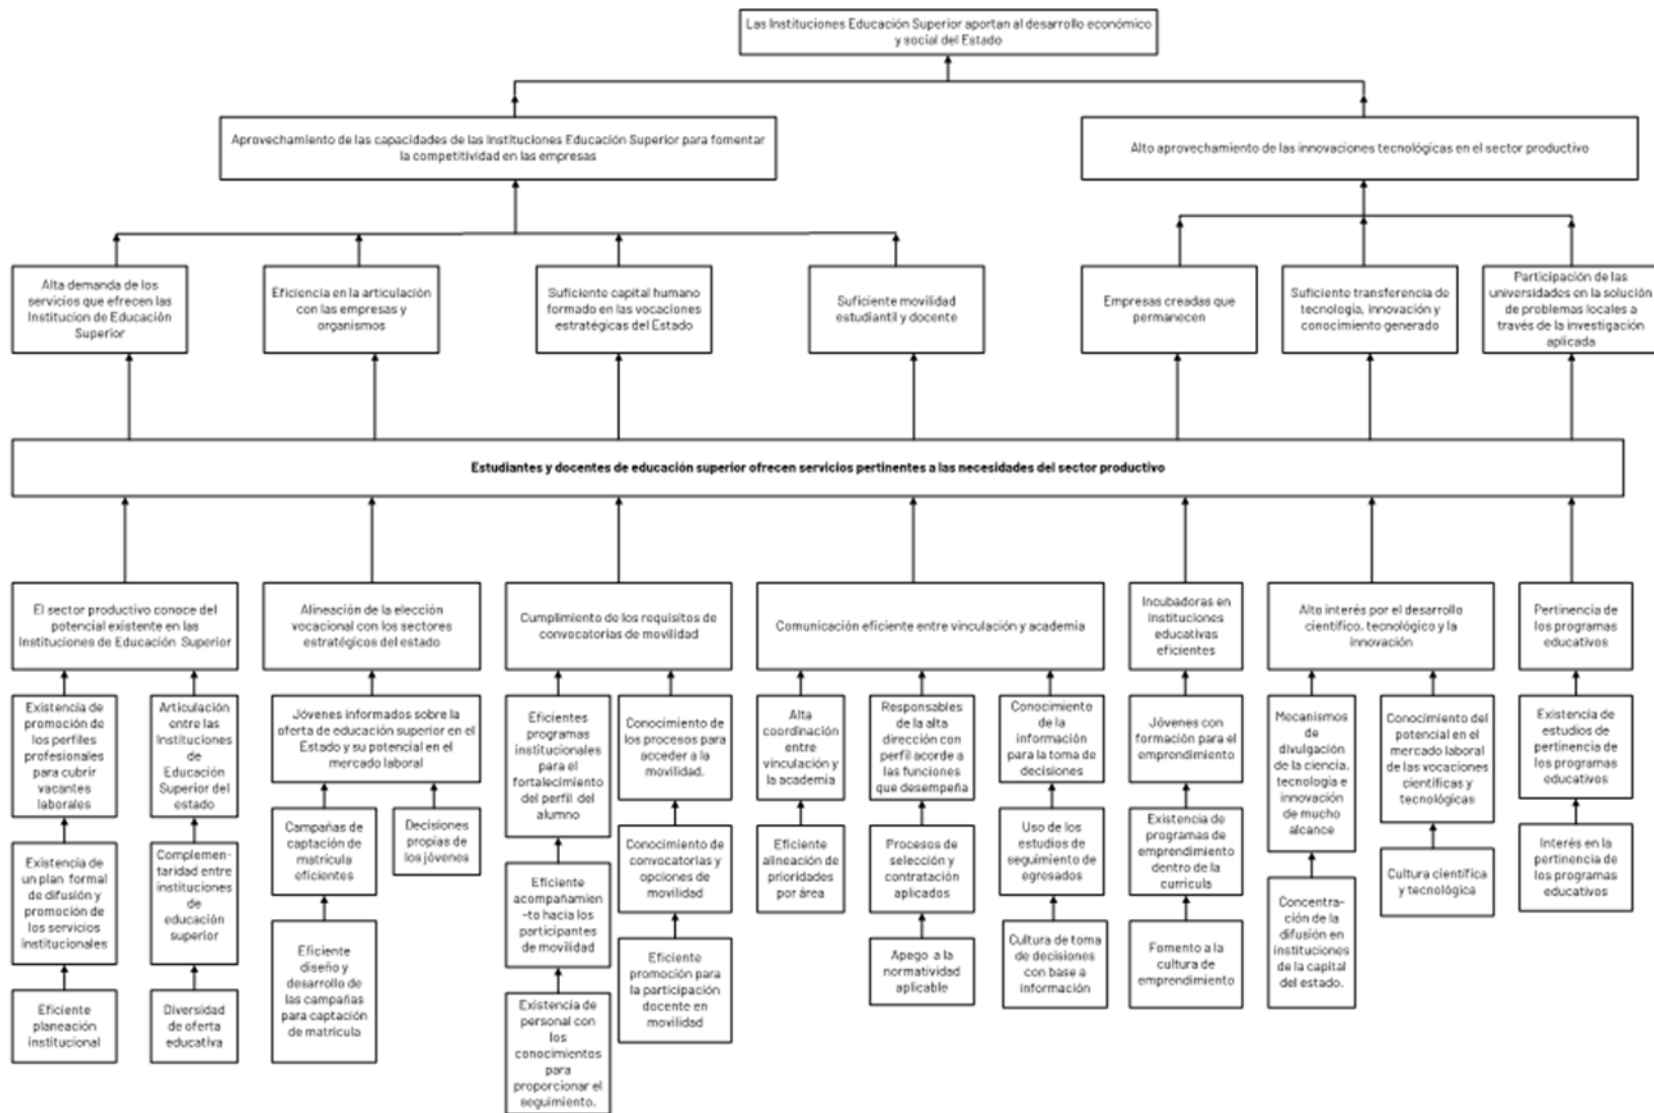 Las Instituciones Educación Superior aportan al desarrollo económico
y social del Estado
Aprovechamiento de las capacidades de las Instituciones Educación Superior para fomentar
la competitividad en las empresas
Alto aprovechamiento de las innovaciones tecnológicas en el sector productivo
Alta demanda de los
servicios que efrecen las
Institucion de Educación
Superior
Eficiencia en la articulación
con las empresas y
organismos
Suficiente capital humano
formado en las vocaciones
estratégicas del Estado
Suficiente movilidad
estudiantil y docente
Empresas creadas que
permanecen
Suficiente transferencia de
tecnología, innovación y
conocimiento generado
Participación de las
universidades en la solución
de problemas locales a
través de la investigación
aplicada
Estudiantes y docentes de educación superior ofrecen servicios pertinentes a las necesidades del sector productivo
El sector productivo conoce del
potencial existente en las
Instituciones de Educación Superior
Alineación de la elección
vocacional con los sectores
estratégicos del estado
Cumplimiento de los requisitos de
convocatorias de movilidad
Comunicación eficiente entre vinculación y academia
Incubadoras en
instituciones
educativas
eficientes
Alto interés por el desarrollo
científico, tecnológico y la
innovación
Pertinencia de
los programas
educativos
Existencia de
promoción de
los perfiles
profesionales
para cubrir
vacantes
laborales
Articulación
entre las
Instituciones
de
Educación
Superior del
estado
Jóvenes informados sobre la
oferta de educación superior en el
Estado y su potencial en el
mercado laboral
Eficientes
programas
institucionales
para el
fortalecimiento
del perfil del
alumno
Conocimiento de
los procesos para
acceder a la
movilidad.
Alta
coordinación
entre
vinculación y
la academia
Responsables
de la alta
dirección con
perfil acorde a
las funciones
que desempeña
Conocimiento
de la
información
para la toma de
decisiones
Jóvenes con
formación para el
emprendimiento
Mecanismos
de
divulgación
de la ciencia,
tecnología e
innovación
de mucho
alcance
Conocimiento del
potencial en el
mercado laboral
de las vocaciones
científicas y
tecnológicas
Existencia de
estudios de
pertinencia de
los programas
educativos
Existencia de
un plan formal
de difusión y
promoción de
los servicios
institucionales
Complemen-
taridad entre
instituciones
de
educación
superior
Campañas de
captación de
matrícula
eficientes
Decisiones
propias de
los jóvenes
Eficiente
acompañamien
-to hacia los
participantes
de movilidad
Conocimiento de
convocatorias y
opciones de
movilidad
Eficiente
alineación de
prioridades
por área
Procesos de
selección y
contratación
aplicados
Uso de los
estudios de
seguimiento de
egresados
Existencia de
programas de
emprendimiento
dentro de la
currícula
Concentra-
ción de la
difusión en
instituciones
de la capital
del estado.
Cultura científica
y tecnológica
Interés en la
pertinencia de
los programas
educativos
Eficiente
planeación
institucional
Diversidad
de oferta
educativa
Eficiente
diseño y
desarrollo de
las campañas
para captación
de matrícula
Existencia de
personal con
los
conocimientos
para
proporcionar el
seguimiento.
Eficiente
promoción para
la participación
docente en
movilidad
Apego a la
normatividad
aplicable
Cultura de toma
de decisiones
con base a
información
Fomento a la
cultura de
emprendimiento